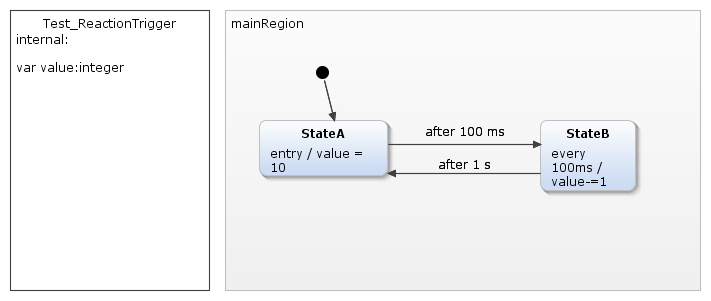 Test_ReactionTrigger
internal:
var value:integer
mainRegion
StateA
entry / value =
10
after 100 ms
after 1 s
StateB
every
100ms /
value-=1